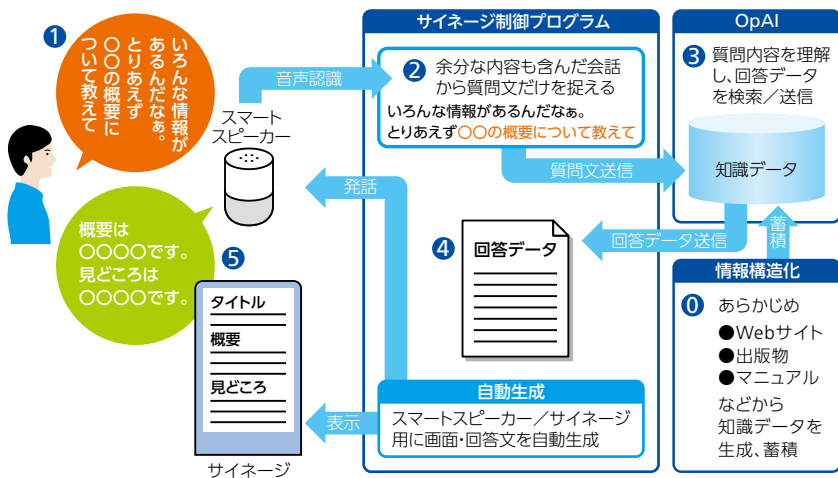 ❶
いろんな情報が
あるんだなぁ。
とりあえず
〇〇の概要に
ついて教えて
スマート
スピーカー
音声認識
サイネージ制御プログラム
❷ 余分な内容も含んだ会話
から質問文だけを捉える
いろんな情報があるんだなぁ。
とりあえず〇〇の概要について教えて
質問文送信
OpAI
❸ 質問内容を理解
し、回答データ
を検索／送信
知識データ
発話
回答データ送信
蓄積
❹
回答データ
情報構造化
⓿ あらかじめ
●Webサイト
●出版物
●マニュアル
などから
知識データを
生成、蓄積
概要は
〇〇〇〇です。
見どころは
〇〇〇〇です。
❺
タイトル
概要
見どころ
サイネージ
表示
自動生成
スマートスピーカー／サイネージ
用に画面・回答文を自動生成